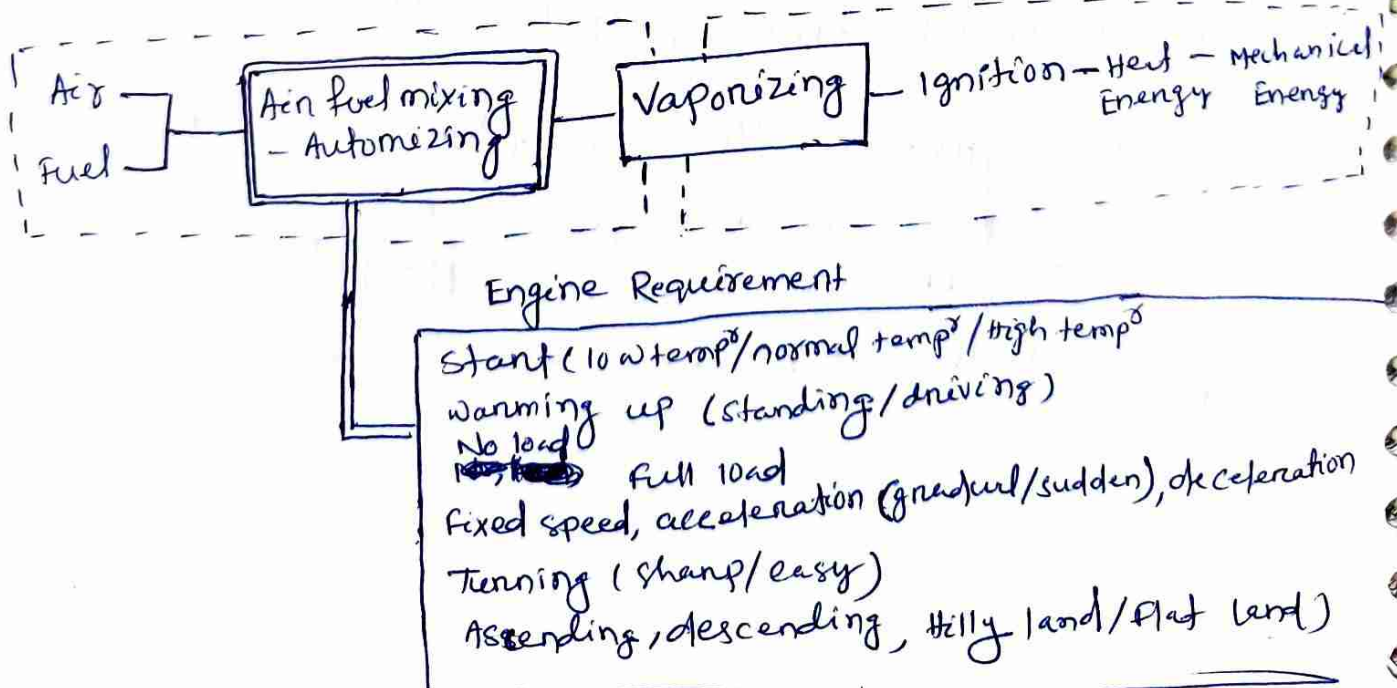 Air
Fuel
Air fuel mixing
- Automizing
Vaporizing
Ignition - Heat - Mechanical
Energy Energy
Engine Requirement
Start (low tempr/normal tempr/High tempr
warming up (standing/driving)
No load
Full load
Fixed speed, acceleration (gradual/sudden), deceleration
Turning (sharp/easy)
Assending, descending, Hilly land/Flat land)